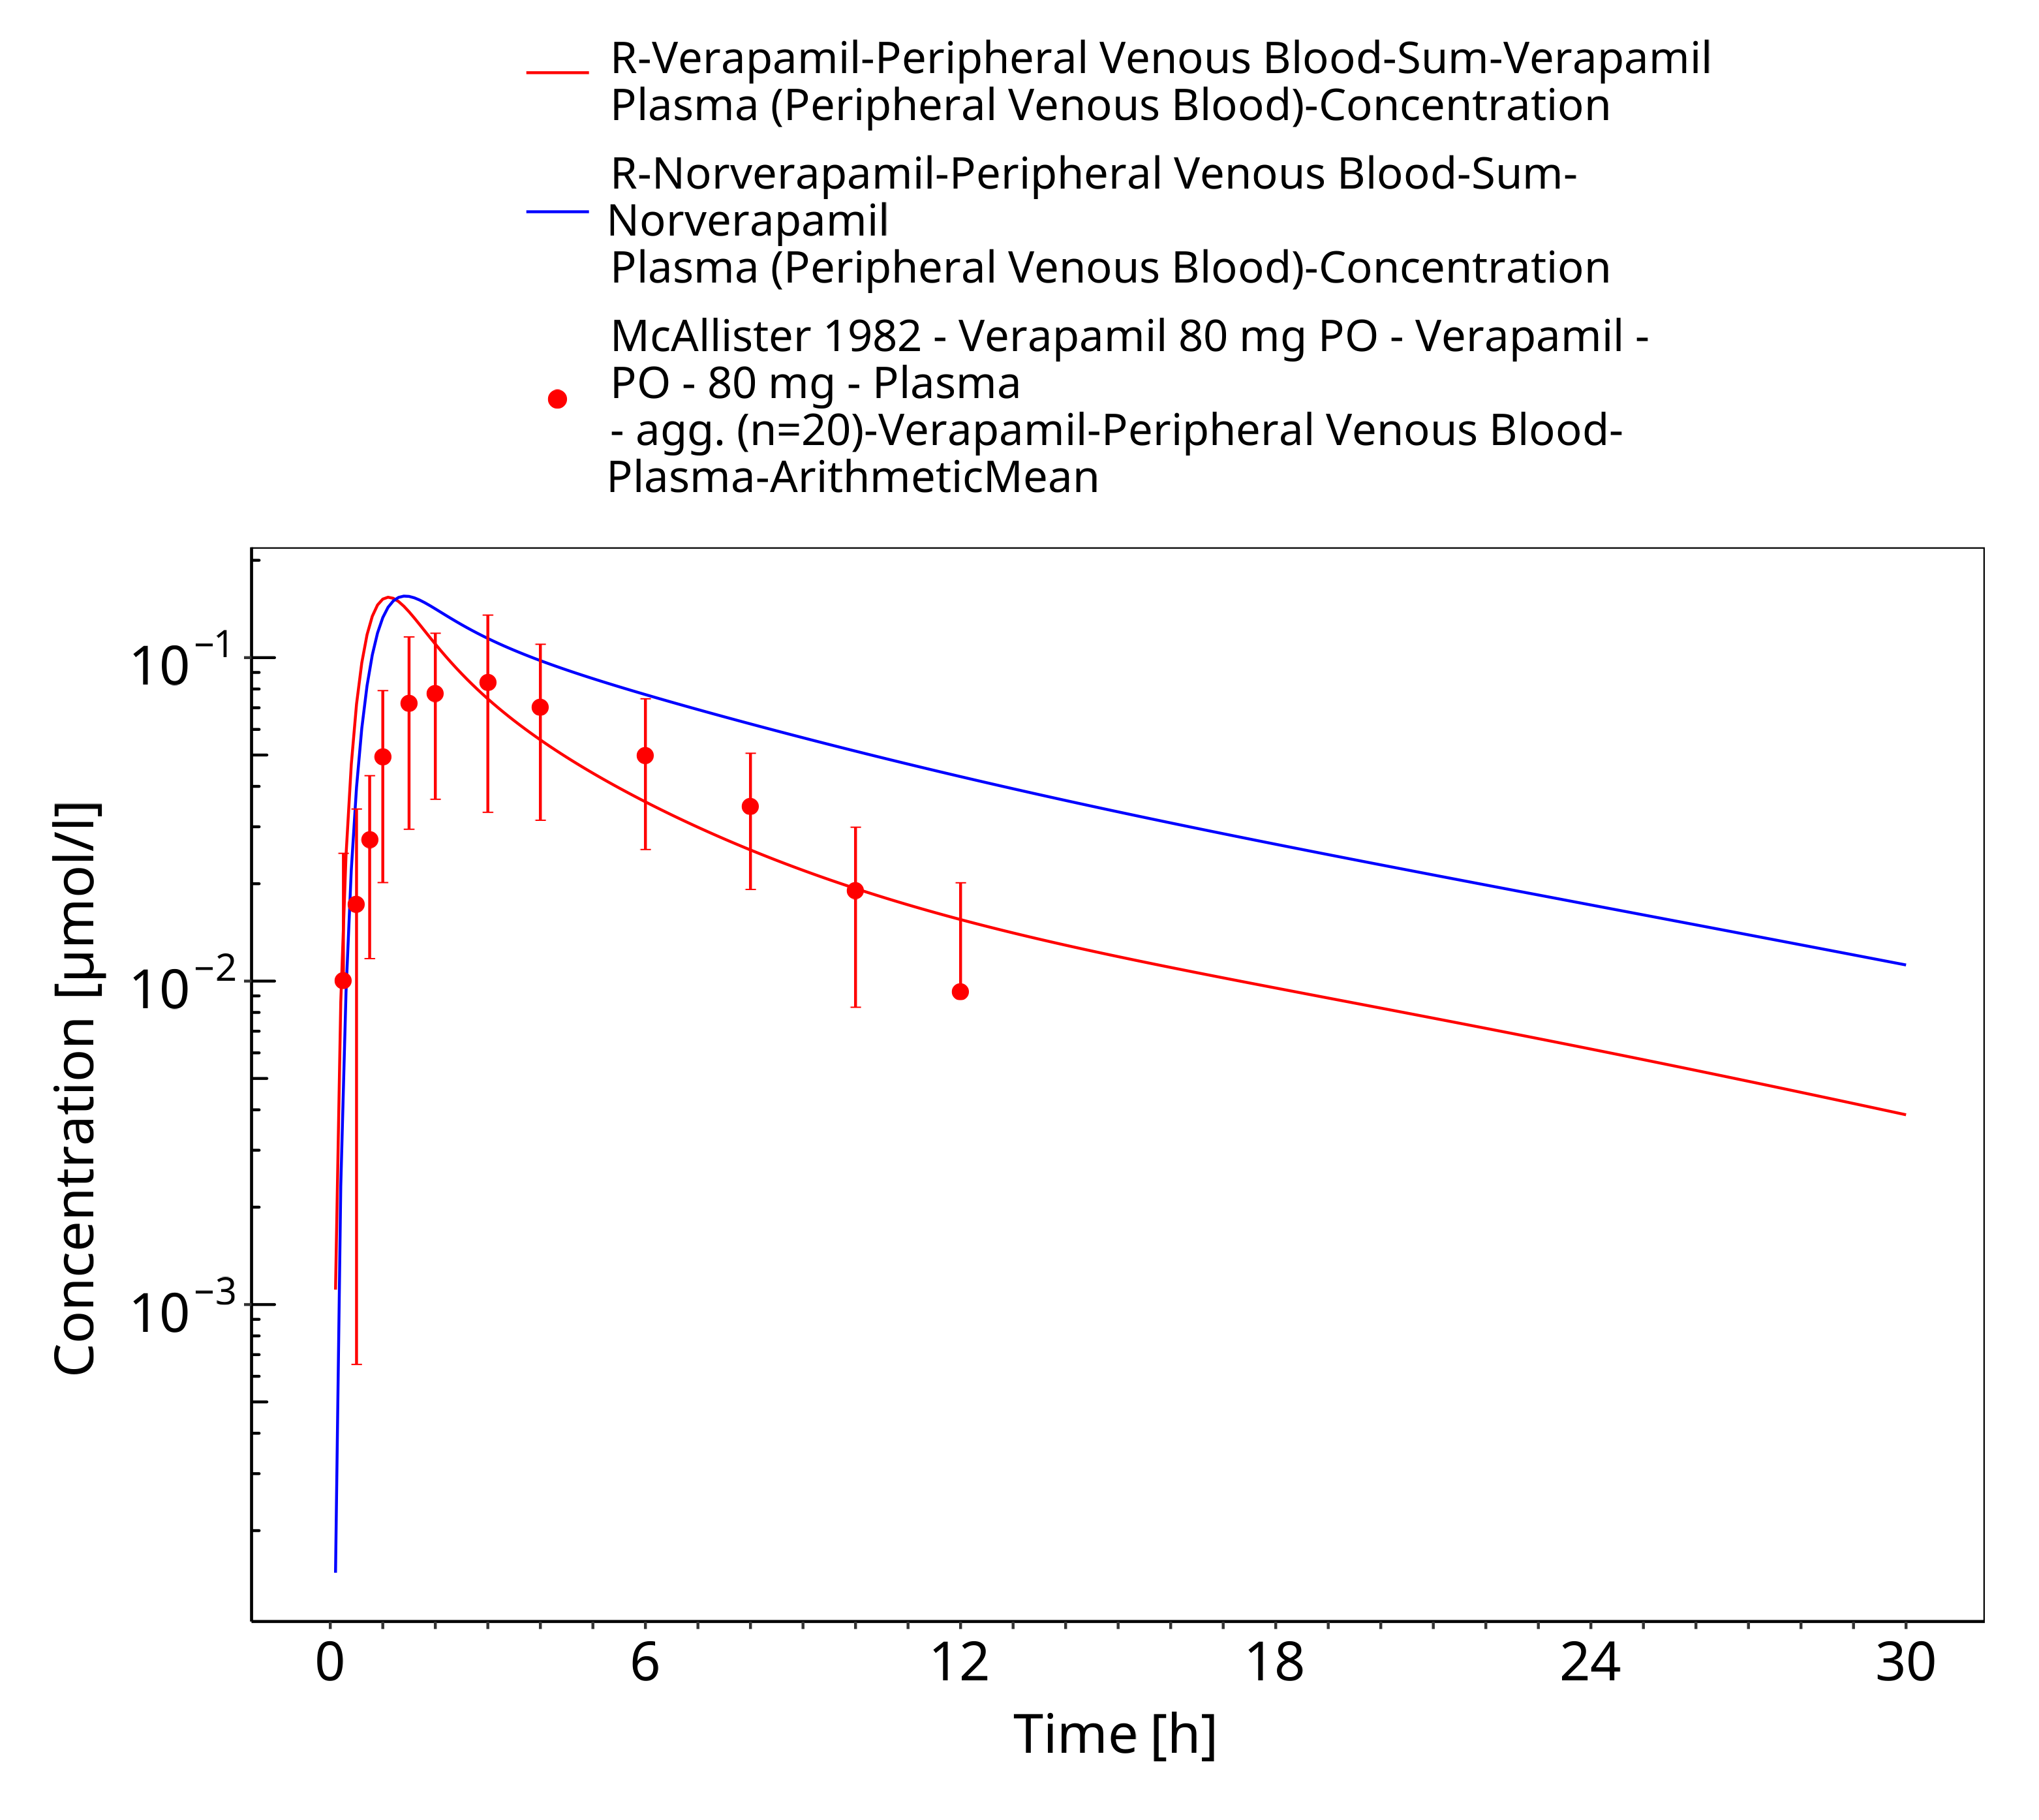 R-Verapamil-Peripheral Venous Blood-Sum-Verapamil
Plasma (Peripheral Venous Blood)-Concentration
R-Norverapamil-Peripheral Venous Blood-Sum-
Norverapamil
Plasma (Peripheral Venous Blood)-Concentration
McAllister 1982 - Verapamil 80 mg PO - Verapamil -
PO - 80 mg - Plasma
- agg. (n=20)-Verapamil-Peripheral Venous Blood-
Plasma-ArithmeticMean
Concentration [µmol/l]
10⁻¹
10⁻²
10⁻³
0 6 12 18 24 30
Time [h]